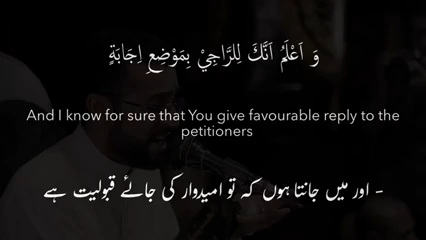 وَ اَعْلَمُ اَنَّكَ لِلرَّاجِيْ بِمَوْضِعِ اِجَابَةٍ
And I know for sure that You give favourable reply to the
petitioners
- اور میں جانتا ہوں کہ تو امیدوار کی جائے قبولیت ہے